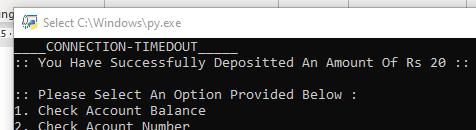 Select C:\Windows\py.exe
____CONNECTION-TIMEOUT_____
:: You Have Successfully Depositted An Amount Of Rs 20 ::
:: Please Select An Option Provided Below :
1. Check Account Balance
2. Check Acount Number